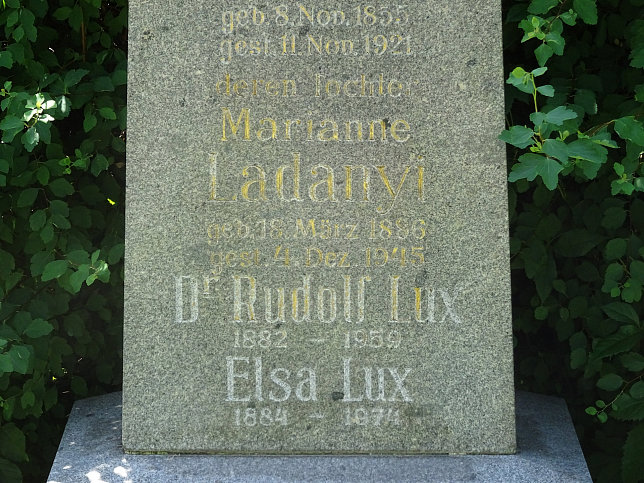 geb. 8. Nov. 1855
gest. 11. Nov. 1921
deren Tochter
Marianne
Ladanyi
geb. 18. März 1886
gest. 4. Dez. 1945
Dr Rudolf Lux
1882 – 1959
Elsa Lux
1884 – 1974